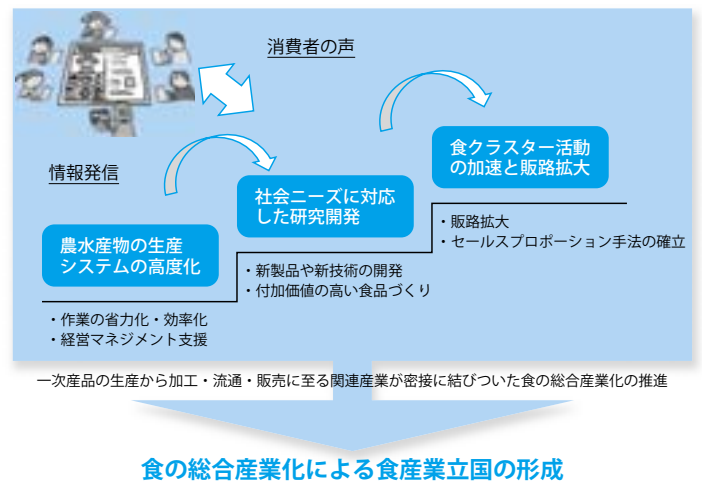 消費者の声
情報発信
農水産物の生産
システムの高度化
・作業の省力化・効率化
・経営マネジメント支援
社会ニーズに対応
した研究開発
・新製品や新技術の開発
・付加価値の高い食品づくり
食クラスター活動
の加速と販路拡大
・販路拡大
・セールスプロポーション手法の確立
一次産品の生産から加工・流通・販売に至る関連産業が密接に結びついた食の総合産業化の推進
食の総合産業化による食産業立国の形成